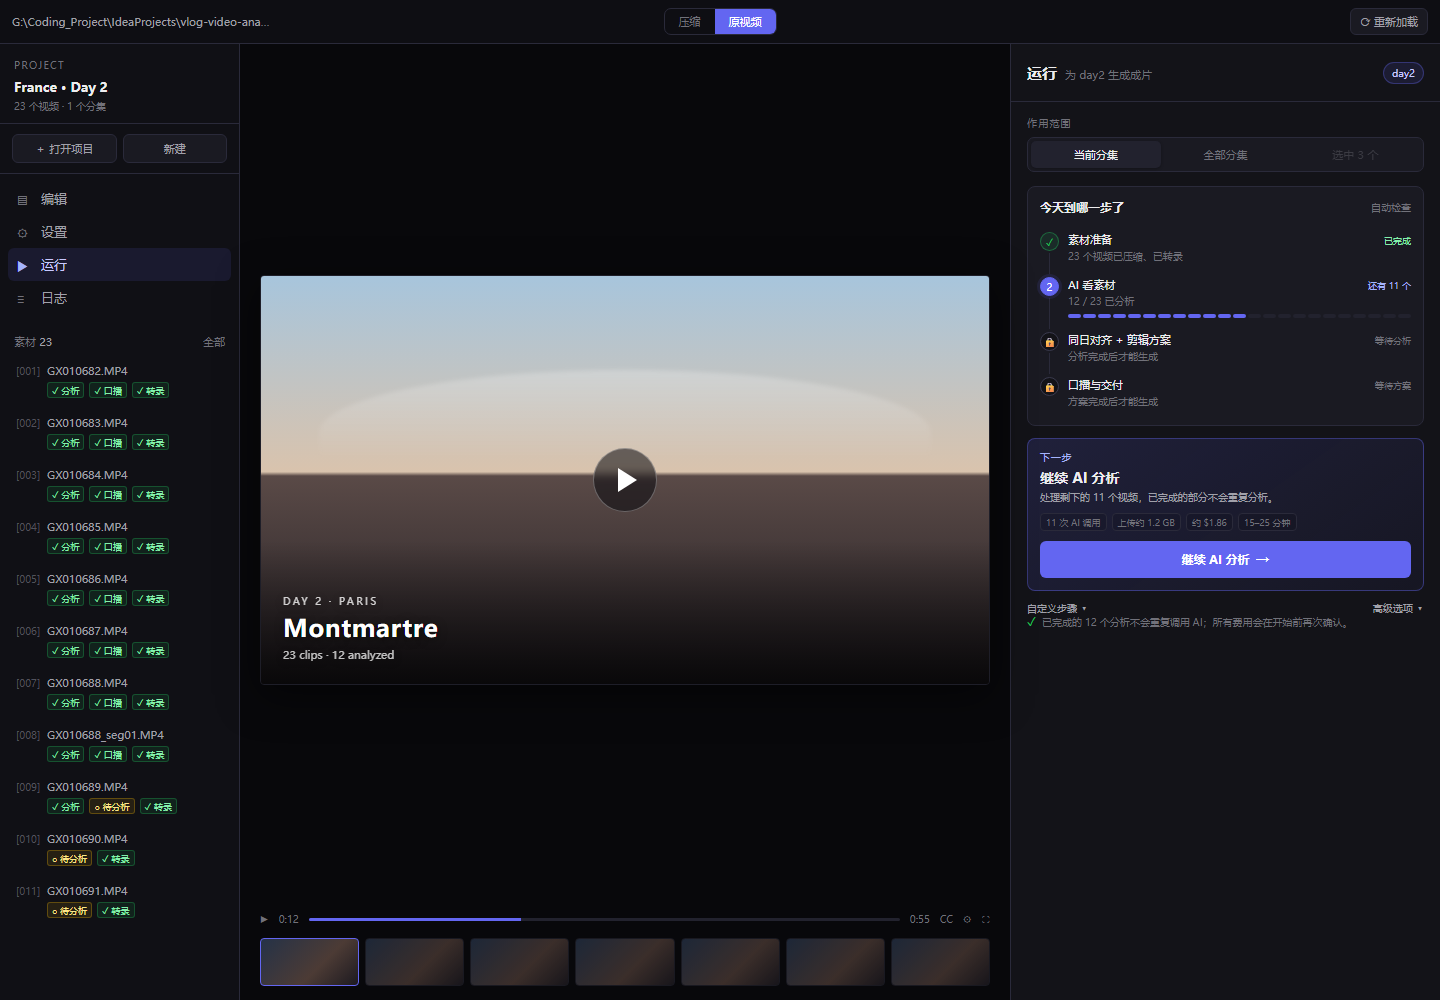 G:\Coding_Project\IdeaProjects\vlog-video-ana...
压缩
原视频
重新加载
PROJECT
France • Day 2
23 个视频 · 1 个分集
+ 打开项目
新建
编辑
设置
运行
日志
素材 23
全部
[001] GX010682.MP4
✓ 分析 ✓ 口播 ✓ 转录
[002] GX010683.MP4
✓ 分析 ✓ 口播 ✓ 转录
[003] GX010684.MP4
✓ 分析 ✓ 口播 ✓ 转录
[004] GX010685.MP4
✓ 分析 ✓ 口播 ✓ 转录
[005] GX010686.MP4
✓ 分析 ✓ 口播 ✓ 转录
[006] GX010687.MP4
✓ 分析 ✓ 口播 ✓ 转录
[007] GX010688.MP4
✓ 分析 ✓ 口播 ✓ 转录
[008] GX010688_seg01.MP4
✓ 分析 ✓ 口播 ✓ 转录
[009] GX010689.MP4
✓ 分析 ○ 待分析 ✓ 转录
[010] GX010690.MP4
○ 待分析 ✓ 转录
[011] GX010691.MP4
○ 待分析 ✓ 转录
DAY 2 · PARIS
Montmartre
23 clips · 12 analyzed
0:12
0:55
CC
运行 为 day2 生成成片
day2
作用范围
当前分集
全部分集
选中 3 个
今天到哪一步了
自动检查
素材准备
已完成
23 个视频已压缩、已转录
2
AI 看素材
还有 11 个
12 / 23 已分析
同日对齐 + 剪辑方案
等待分析
分析完成后才能生成
口播与交付
等待方案
方案完成后才能生成
下一步
继续 AI 分析
处理剩下的 11 个视频，已完成的部分不会重复分析。
11 次 AI 调用
上传约 1.2 GB
约 $1.86
15–25 分钟
继续 AI 分析 →
自定义步骤
高级选项
✓ 已完成的 12 个分析不会重复调用 AI；所有费用会在开始前再次确认。